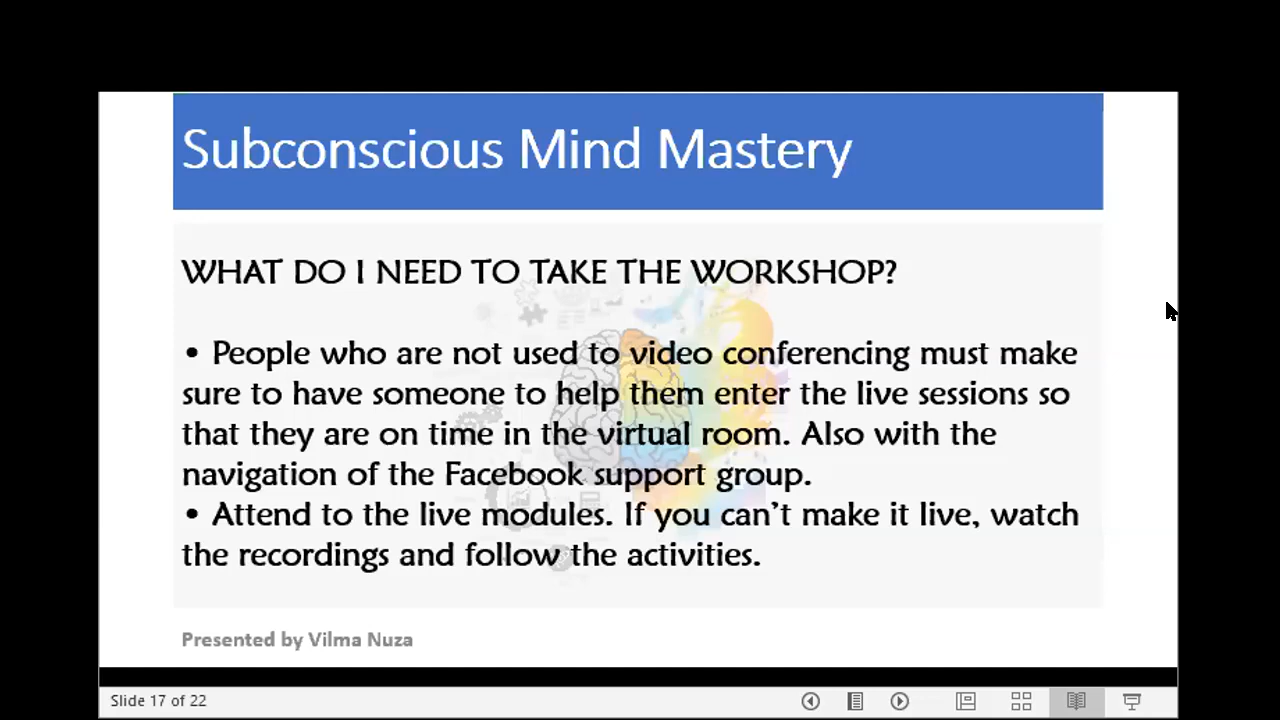 Subconscious Mind Mastery
WHAT DO I NEED TO TAKE THE WORKSHOP?
• People who are not used to video conferencing must make
sure to have someone to help them enter the live sessions so
that they are on time in the virtual room. Also with the
navigation of the Facebook support group.
• Attend to the live modules. If you can’t make it live, watch
the recordings and follow the activities.
Presented by Vilma Nuza
Slide 17 of 22